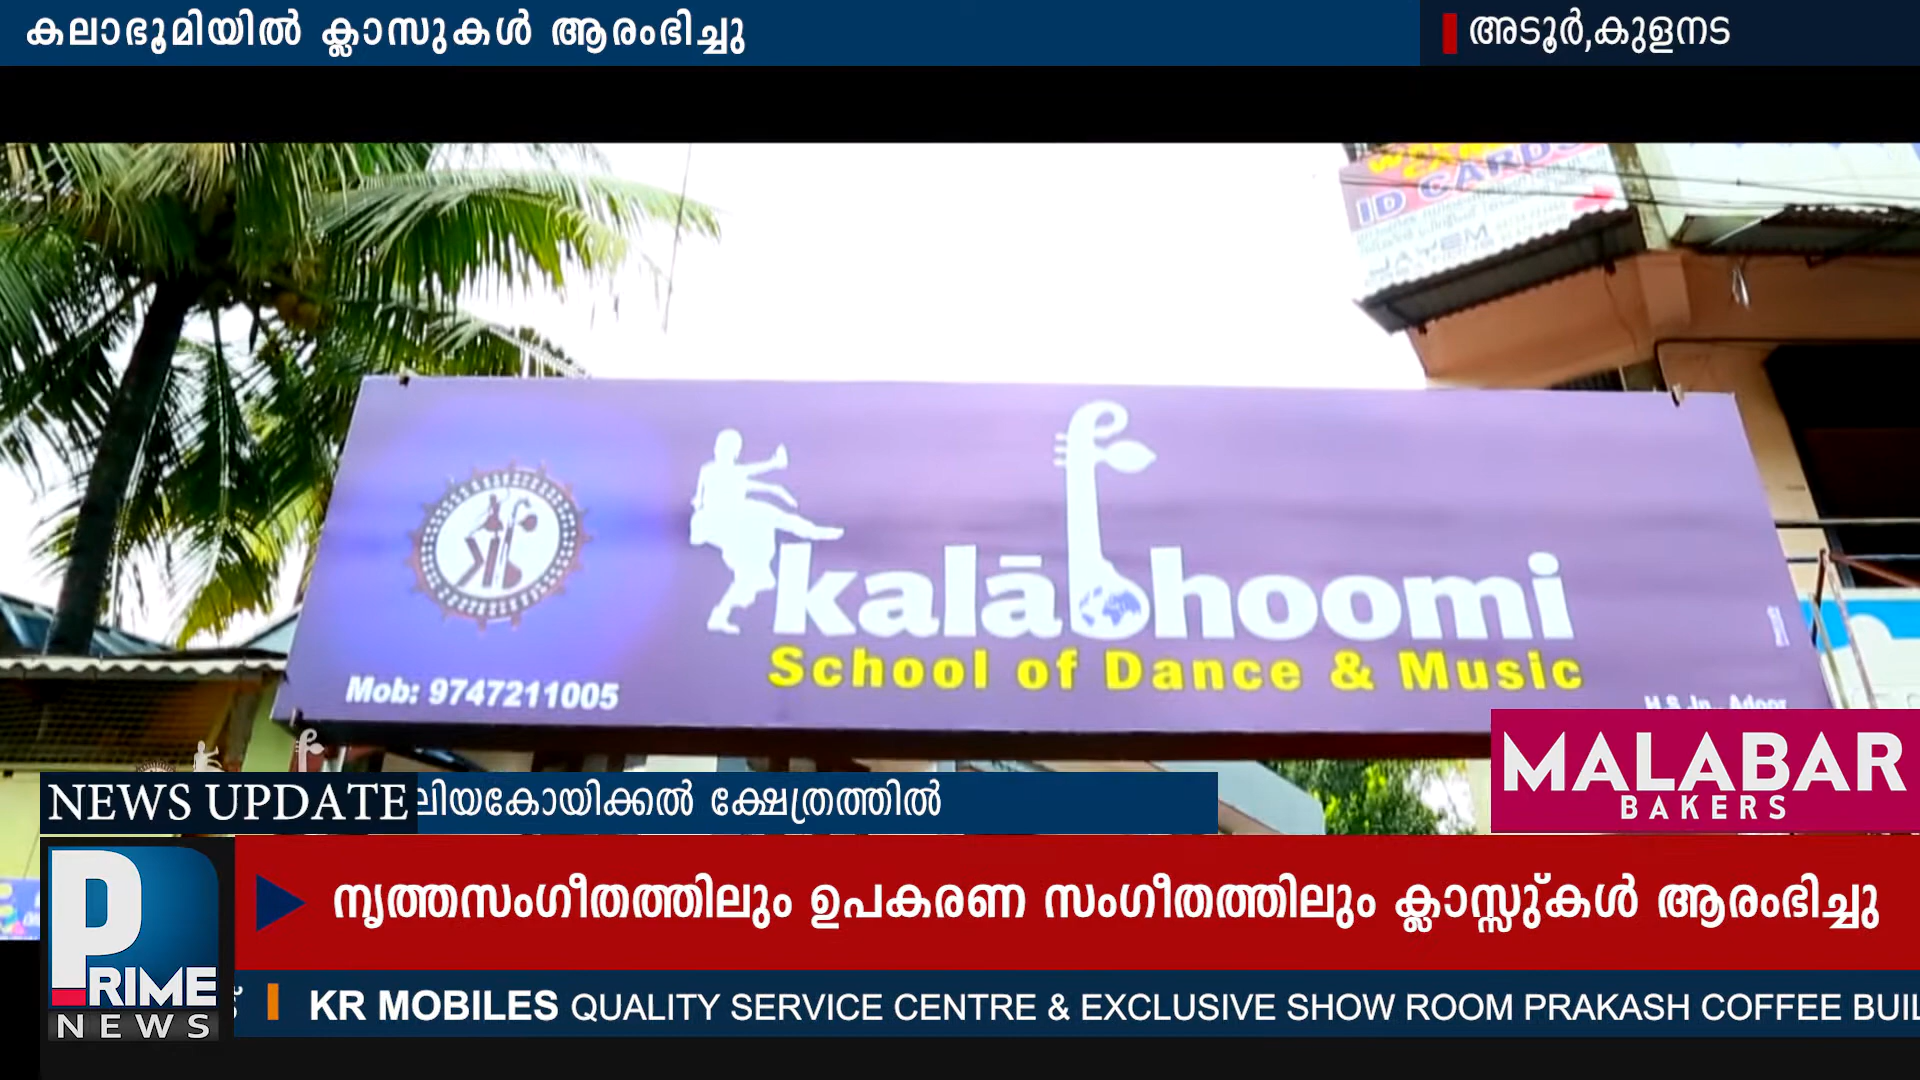 കലാഭൂമിയിൽ ക്ലാസുകൾ ആരംഭിച്ചു
അടൂർ,കുളനട
ID CARDS
kalābhoomi
School of Dance & Music
Mob: 9747211005
H.S.Jn., Adoor
MALABAR
BAKERS
NEWS UPDATE
ലിയകോയിക്കൽ ക്ഷേത്രത്തിൽ
നൃത്തസംഗീതത്തിലും ഉപകരണ സംഗീതത്തിലും ക്ലാസ്സു്കൾ ആരംഭിച്ചു
PRIME
NEWS
KR MOBILES QUALITY SERVICE CENTRE & EXCLUSIVE SHOW ROOM PRAKASH COFFEE BUIL